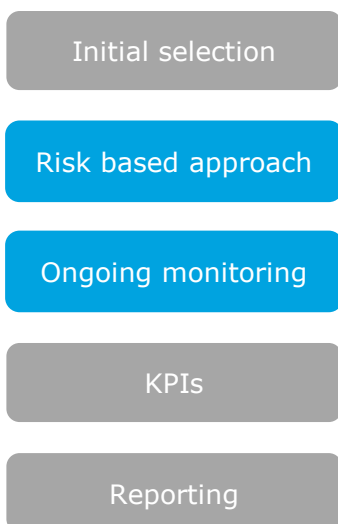 Initial selection
Risk based approach
Ongoing monitoring
KPIs
Reporting